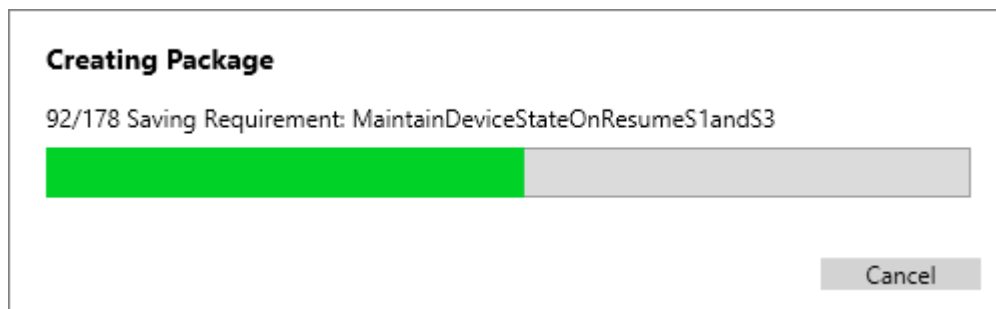 Creating Package
92/178 Saving Requirement: MaintainDeviceStateOnResumeS1andS3
Cancel